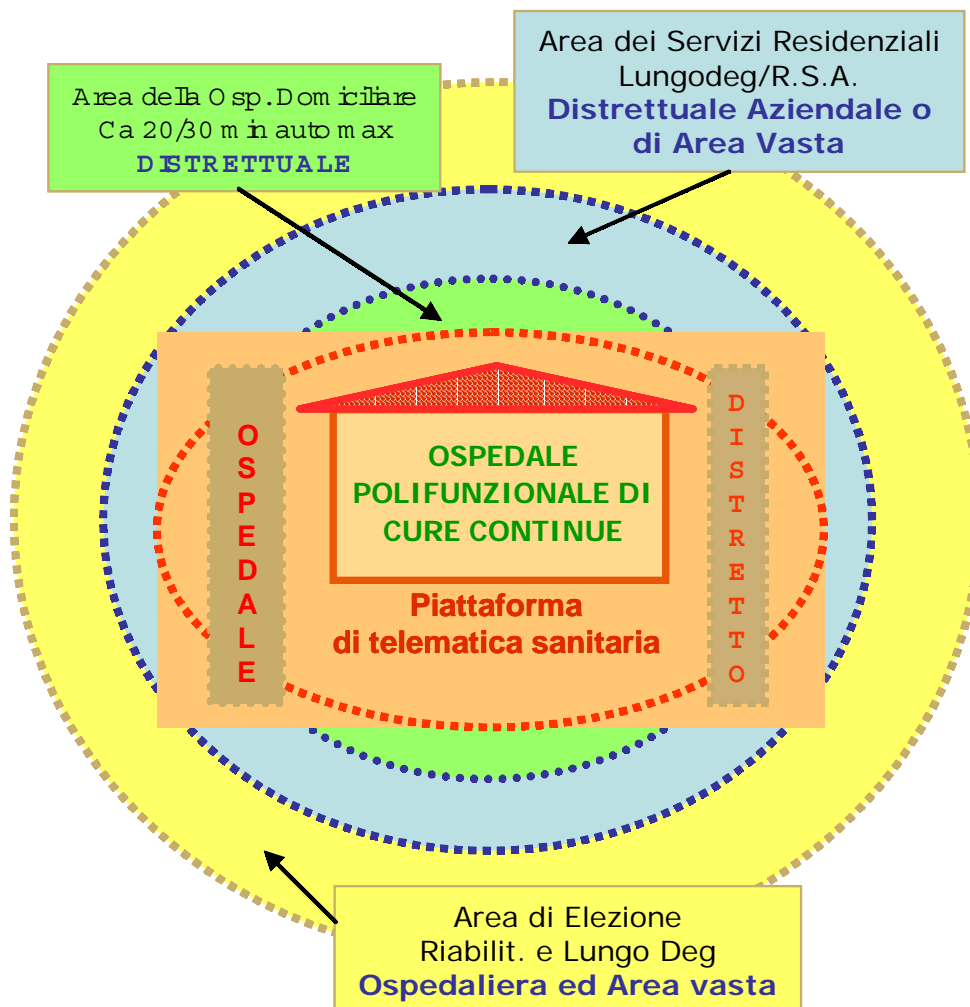 Area dei Servizi Residenziali
Lungodeg/R.S.A.
Distrettuale Aziendale o
di Area Vasta
Area della Osp.Domiciliare
Ca 20/30 min auto max
DISTRETTUALE
OSPEDALE
OSPEDALE
POLIFUNZIONALE DI
CURE CONTINUE
DISTRETTO
Piattaforma
di telematica sanitaria
Area di Elezione
Riabilit. e Lungo Deg
Ospedaliera ed Area vasta